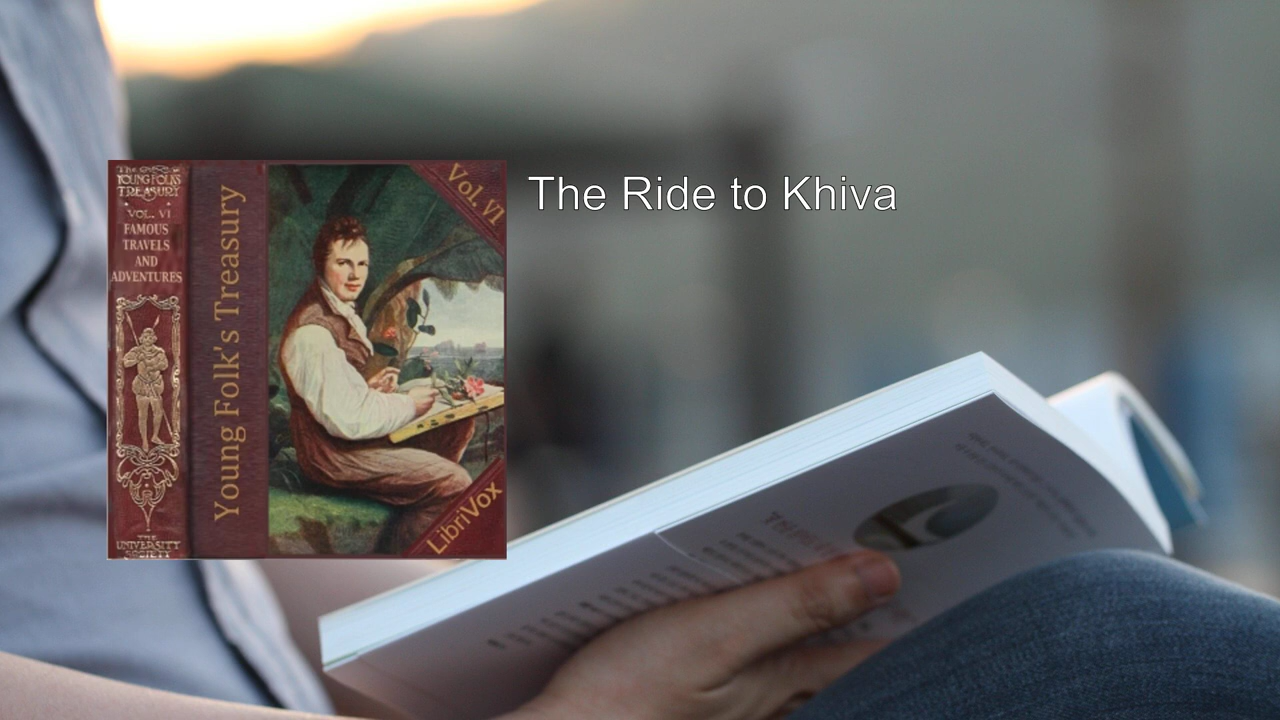 THE
YOUNG FOLKS
TREASURY
VOL. VI
FAMOUS
TRAVELS
AND
ADVENTURES
THE
UNIVERSITY
SOCIETY
Young Folk's Treasury
Vol. VI
LibriVox
The Ride to Khiva